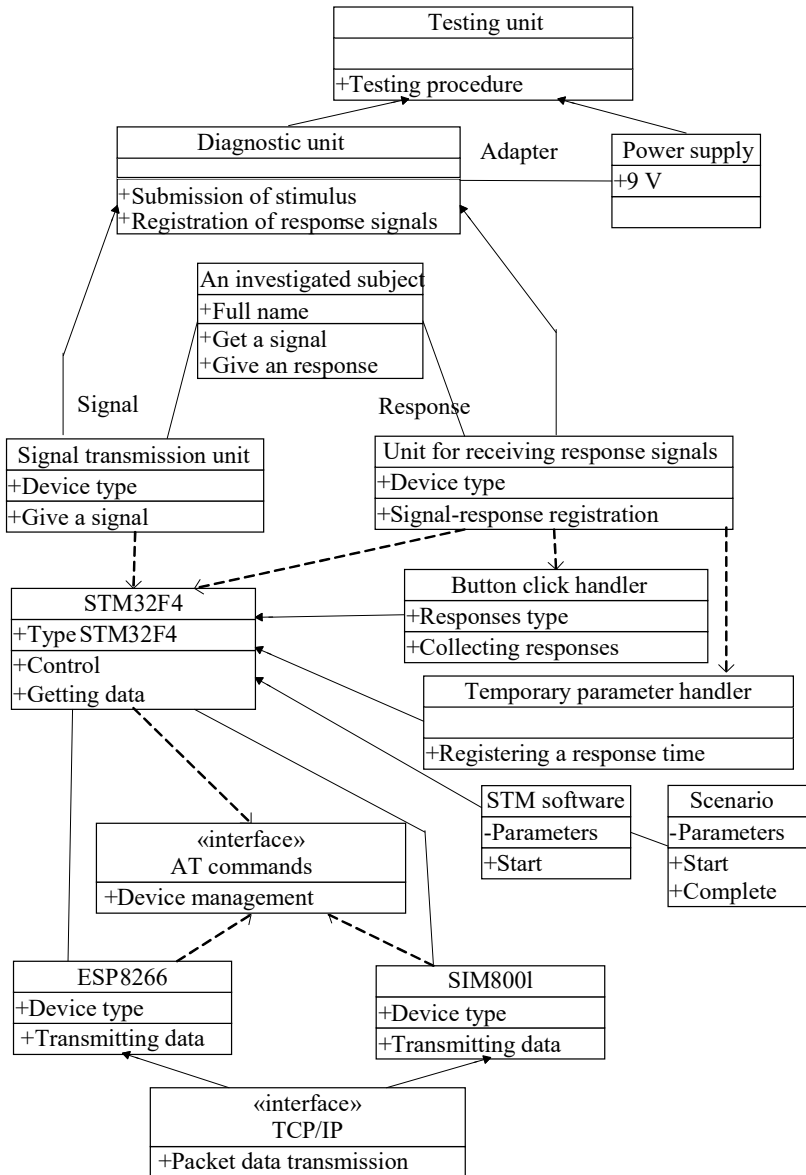 Testing unit
+Testing procedure
Diagnostic unit
+Submission of stimulus
+Registration of response signals
Adapter
Power supply
+9 V
An investigated subject
+Full name
+Get a signal
+Give an response
Signal
Response
Signal transmission unit
+Device type
+Give a signal
Unit for receiving response signals
+Device type
+Signal-response registration
STM32F4
+Type STM32F4
+Control
+Getting data
Button click handler
+Responses type
+Collecting responses
Temporary parameter handler
+Registering a response time
STM software
-Parameters
+Start
Scenario
-Parameters
+Start
+Complete
«interface»
AT commands
+Device management
ESP8266
+Device type
+Transmitting data
SIM800l
+Device type
+Transmitting data
«interface»
TCP/IP
+Packet data transmission